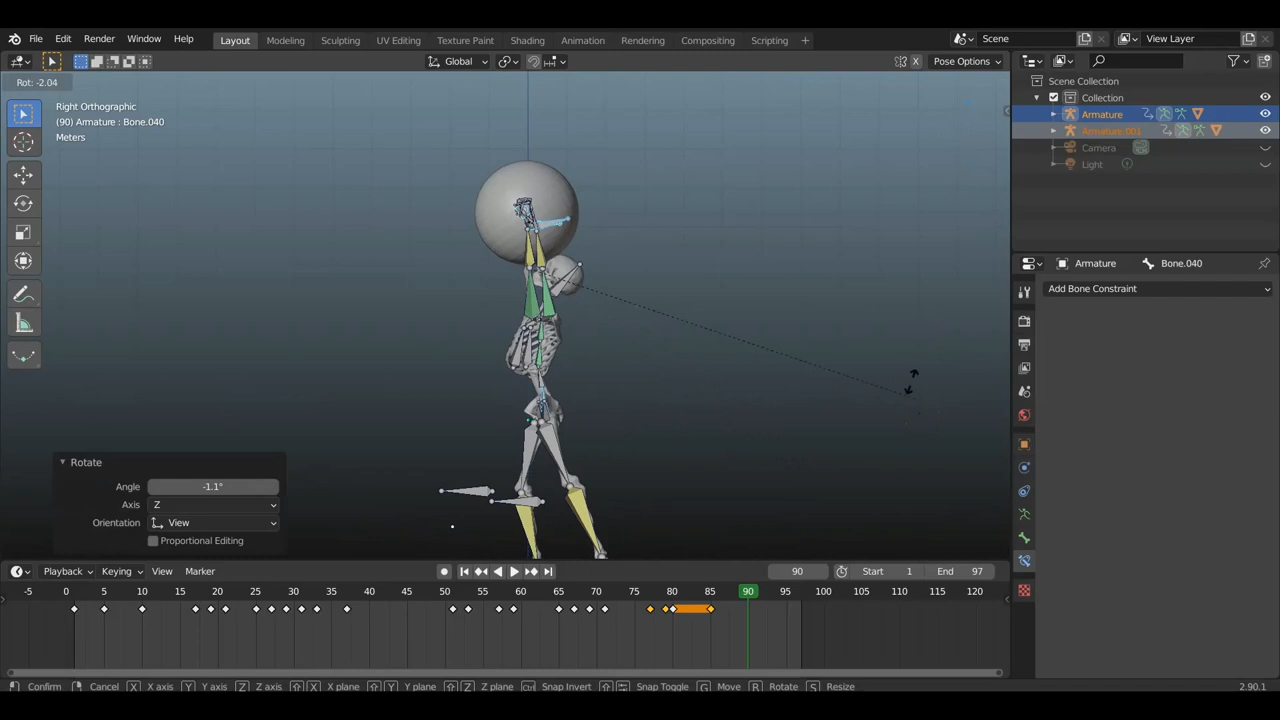 File Edit Render Window Help Layout Modeling Sculpting UV Editing Texture Paint Shading Animation Rendering Compositing Scripting + Scene View Layer
Global X Pose Options
Rot: -2.04
Right Orthographic
(90) Armature : Bone.040
Meters
Scene Collection
Collection
Armature
Armature.001
Camera
Light
Armature Bone.040
Add Bone Constraint
Rotate
Angle -1.1°
Axis Z
Orientation View
Proportional Editing
Playback Keying View Marker 90 Start 1 End 97
-5 0 5 10 15 20 25 30 35 40 45 50 55 60 65 70 75 80 85 90 95 100 105 110 115 120
Confirm Cancel X X axis Y Y axis Z Z axis X X plane Y Y plane Z Z plane Ctrl Snap Invert Snap Toggle G Move R Rotate S Resize 2.90.1